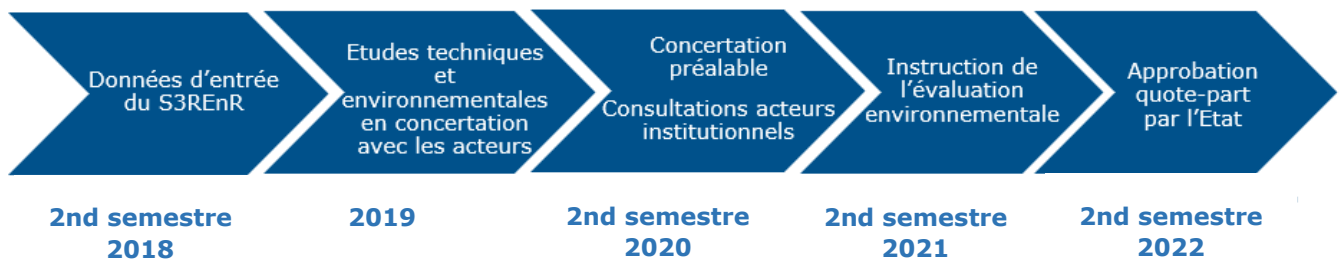 Données d'entrée
du S3REnR
Etudes techniques
et
environnementales
en concertation
avec les acteurs
Concertation
préalable
Consultations acteurs
institutionnels
Instruction de
l'évaluation
environnementale
Approbation
quote-part
par l'Etat
2nd semestre
2018
2019
2nd semestre
2020
2nd semestre
2021
2nd semestre
2022